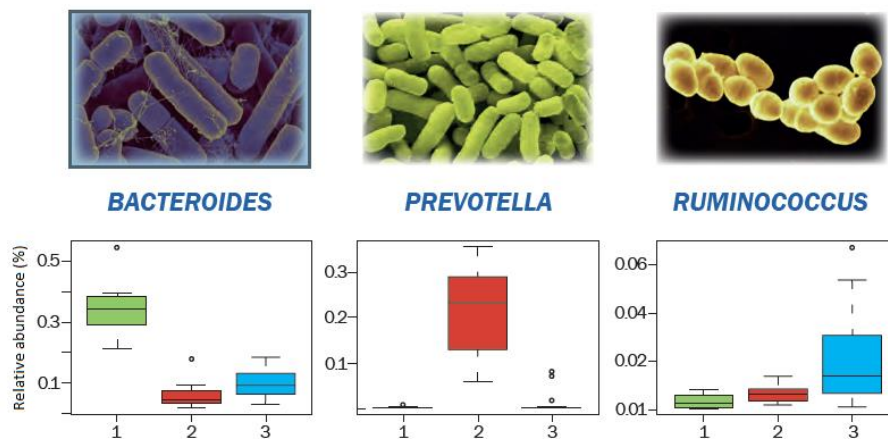 BACTEROIDES
PREVOTELLA
RUMINOCOCCUS
Relative abundance (%)
0.5
0.3
0.1
1 2 3
0.3
0.2
0.1
1 2 3
0.06
0.04
0.02
0.01
1 2 3